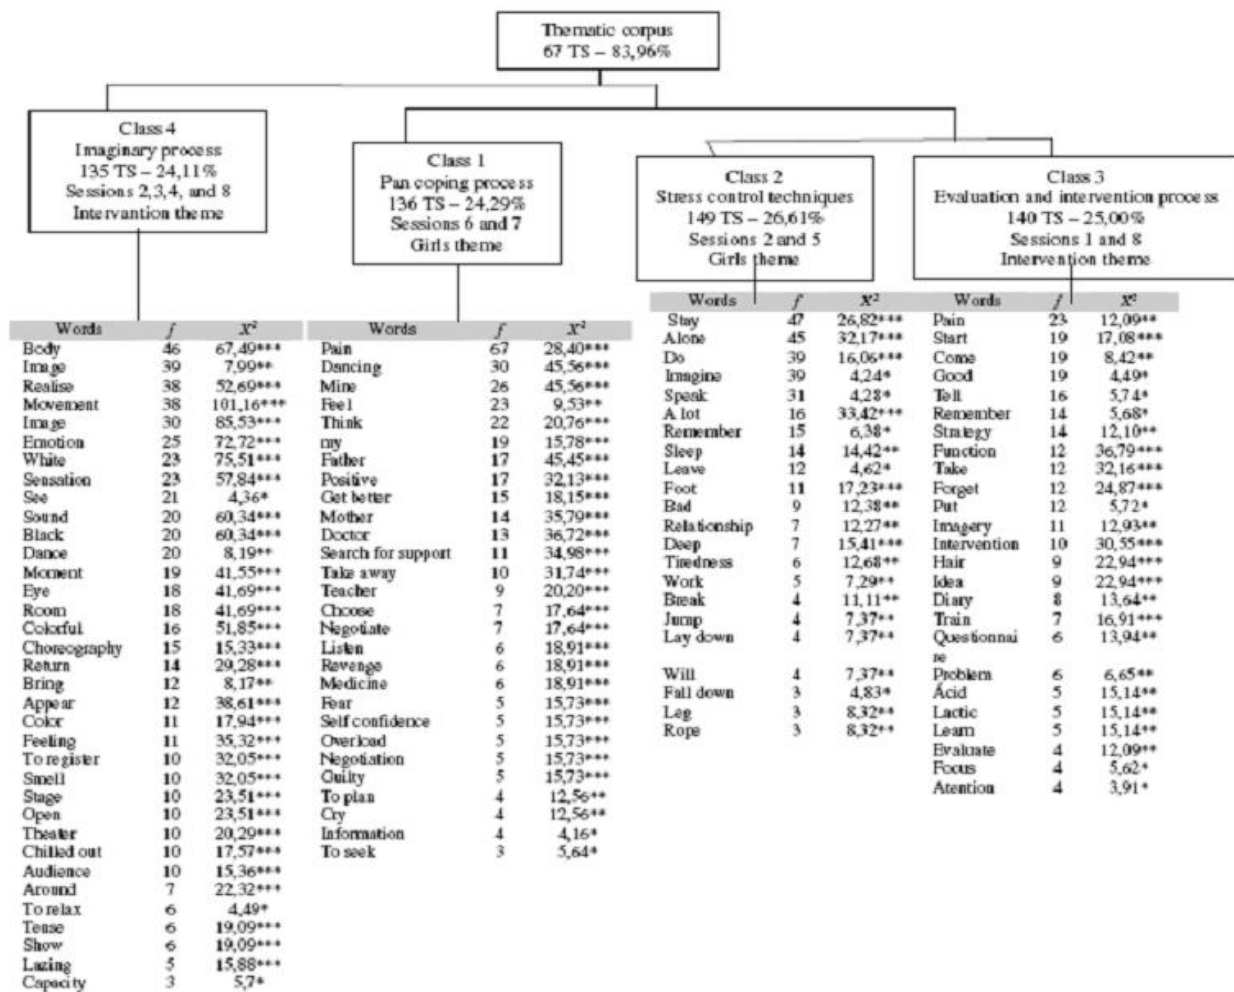 Thematic corpus
67 TS – 83,96%
Class 4
Imaginary process
135 TS – 24,11%
Sessions 2,3,4, and 8
Intervantion theme
Class 1
Pan coping process
136 TS – 24,29%
Sessions 6 and 7
Girls theme
Class 2
Stress control techniques
149 TS – 26,61%
Sessions 2 and 5
Girls theme
Class 3
Evaluation and intervention process
140 TS – 25,00%
Sessions 1 and 8
Intervention theme
Words f X²
Body 46 67,49***
Image 39 7,99**
Realise 38 52,69***
Movement 38 101,16***
Image 30 85,53***
Emotion 25 72,72***
White 23 75,51***
Sensation 23 57,84***
See 21 4,36*
Sound 20 60,34***
Black 20 60,34***
Dance 20 8,19**
Moment 19 41,55***
Eye 18 41,69***
Room 18 41,69***
Colorful 16 51,85***
Choreography 15 15,33***
Return 14 29,28***
Bring 12 8,17**
Appear 12 38,61***
Color 11 17,94***
Feeling 11 35,32***
To register 10 32,05***
Smell 10 32,05***
Stage 10 23,51***
Open 10 23,51***
Theater 10 20,29***
Chilled out 10 17,57***
Audience 10 15,36***
Around 7 22,32***
To relax 6 4,49*
Tense 6 19,09***
Show 6 19,09***
Lazing 5 15,88***
Capacity 3 5,7*
Words f X²
Pain 67 28,40***
Dancing 30 45,56***
Mine 26 45,56***
Feel 23 9,53**
Think 22 20,76***
my 19 15,78***
Father 17 45,45***
Positive 17 32,13***
Get better 15 18,15***
Mother 14 35,79***
Doctor 13 36,72***
Search for support 11 34,98***
Take away 10 31,74***
Teacher 9 20,20***
Choose 7 17,64***
Negotiate 7 17,64***
Listen 6 18,91***
Revenge 6 18,91***
Medicine 6 18,91***
Fear 5 15,73***
Self confidence 5 15,73***
Overload 5 15,73***
Negotiation 5 15,73***
Guilty 5 15,73***
To plan 4 12,56**
Cry 4 12,56**
Information 4 4,16*
To seek 3 5,64*
Words f X²
Stay 47 26,82***
Alone 45 32,17***
Do 39 16,06***
Imagine 39 4,24*
Speak 31 4,28*
A lot 16 33,42***
Remember 15 6,38*
Sleep 14 14,42**
Leave 12 4,62*
Foot 11 17,23***
Bad 9 12,38**
Relationship 7 12,27**
Deep 7 15,41***
Tiredness 6 12,68**
Work 5 7,29**
Break 4 11,11**
Jump 4 7,37**
Lay down 4 7,37**
Will 4 7,37**
Fall down 3 4,83*
Leg 3 8,32**
Rope 3 8,32**
Words f X²
Pain 23 12,09**
Start 19 17,08***
Come 19 8,42**
Good 19 4,49*
Tell 16 5,74*
Remember 14 5,68*
Strategy 14 12,10**
Function 12 36,79***
Take 12 32,16***
Forget 12 24,87***
Put 12 5,72*
Imagery 11 12,93**
Intervention 10 30,55***
Hair 9 22,94***
Idea 9 22,94***
Diary 8 13,64**
Train 7 16,91***
Questionnai 6 13,94**
re
Problem 6 6,65**
Ácid 5 15,14**
Lactic 5 15,14**
Learn 5 15,14**
Evaluate 4 12,09**
Focus 4 5,62*
Atention 4 3,91*